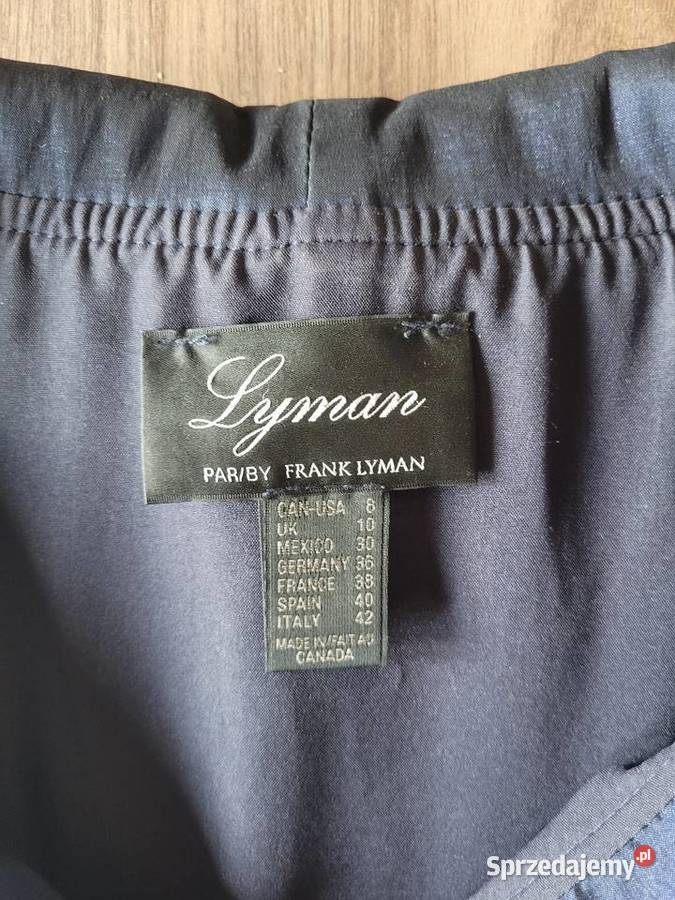 Lyman
PAR/BY FRANK LYMAN
CAN-USA 8
UK 10
MEXICO 30
GERMANY 36
FRANCE 38
SPAIN 40
ITALY 42
MADE IN/FAIT AU
CANADA
Sprzedajemy.pl